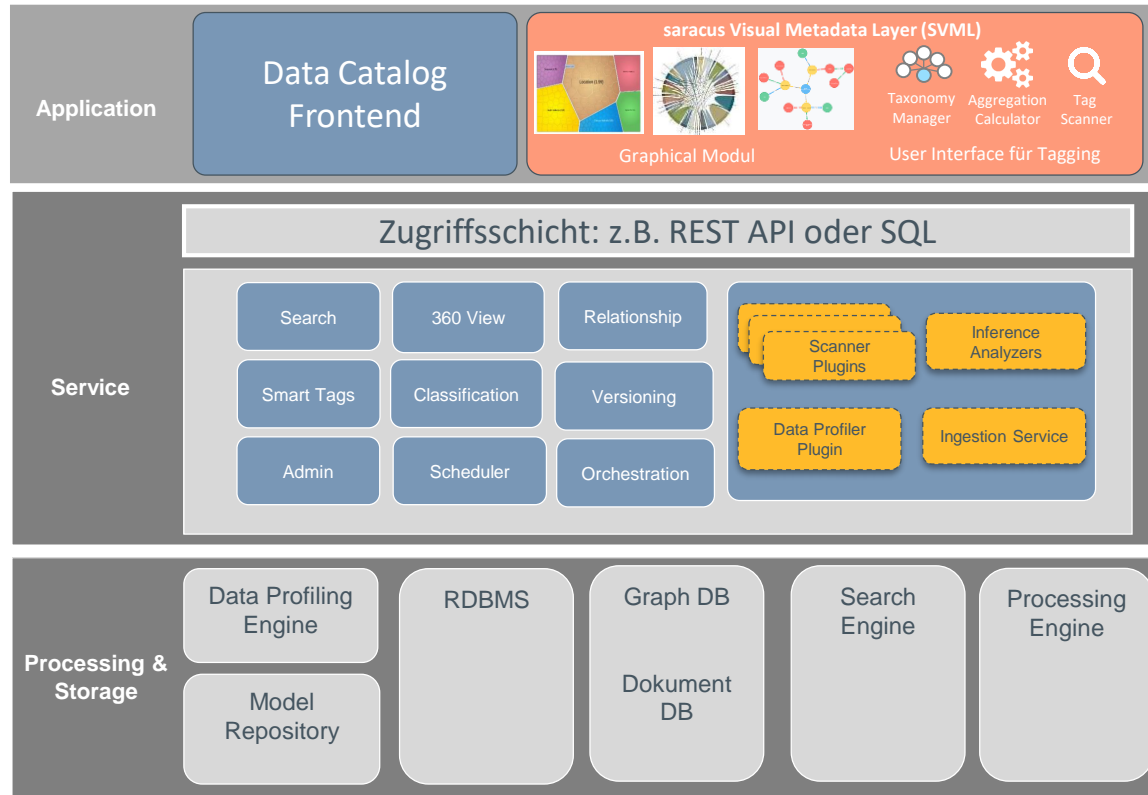 Application
Data Catalog
Frontend
saracus Visual Metadata Layer (SVML)
Graphical Modul
Taxonomy
Manager
Aggregation
Calculator
Tag
Scanner
User Interface für Tagging
Service
Zugriffsschicht: z.B. REST API oder SQL
Search
360 View
Relationship
Smart Tags
Classification
Versioning
Admin
Scheduler
Orchestration
Scanner
Plugins
Inference
Analyzers
Data Profiler
Plugin
Ingestion Service
Processing &
Storage
Data Profiling
Engine
Model
Repository
RDBMS
Graph DB
Dokument
DB
Search
Engine
Processing
Engine